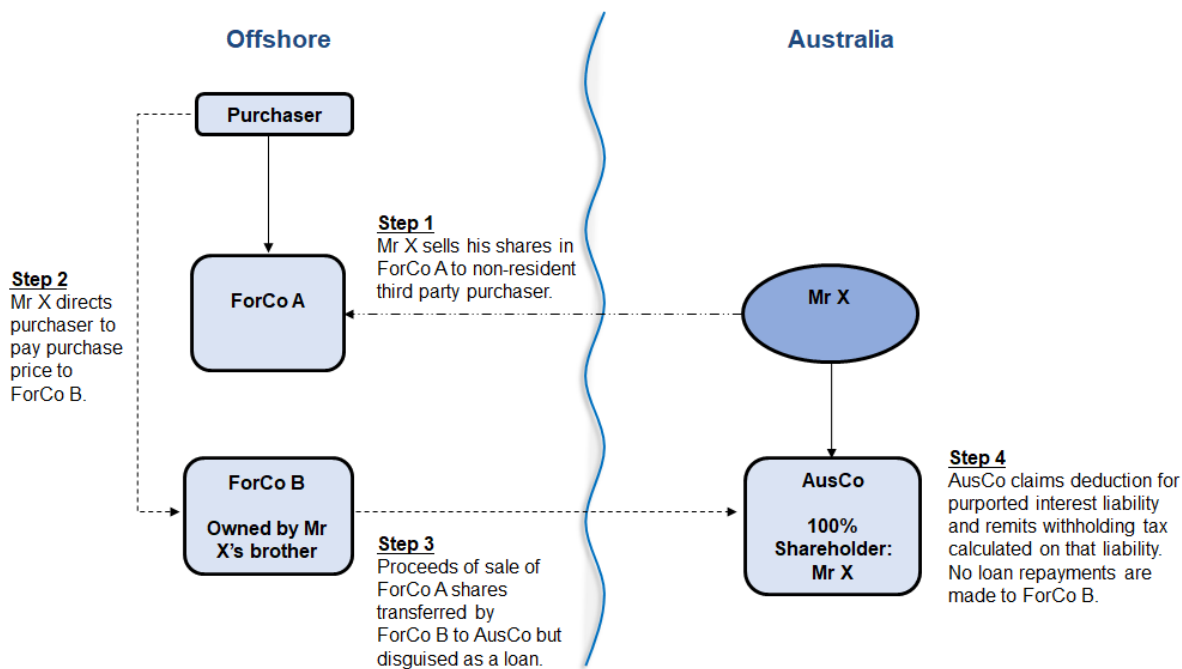 Offshore
Australia
Purchaser
Step 1
Mr X sells his shares in
ForCo A to non-resident
third party purchaser.
Step 2
Mr X directs
purchaser to
pay purchase
price to
ForCo B.
ForCo A
Mr X
ForCo B
Owned by Mr
X's brother
Step 3
Proceeds of sale of
ForCo A shares
transferred by
ForCo B to AusCo but
disguised as a loan.
AusCo
100%
Shareholder:
Mr X
Step 4
AusCo claims deduction for
purported interest liability
and remits withholding tax
calculated on that liability.
No loan repayments are
made to ForCo B.